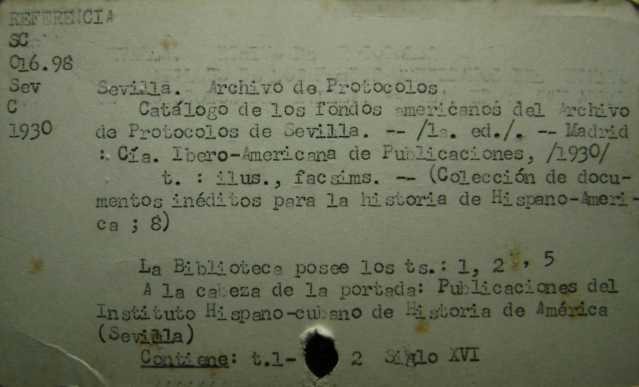 REFERENCIA
SC
016.98
Sev
C
1930
Sevilla. Archivo de Protocolos.
Catálogo de los fondos americanos del Archivo
de Protocolos de Sevilla. -- /1a. ed./. -- Madrid
: Cía. Ibero-Americana de Publicaciones, /1930/
t. : ilus., facsims. -- (Colección de docu-
mentos inéditos para la historia de Hispano-Améri-
ca ; 8)
La Biblioteca posee los ts.: 1, 2 , 5
A la cabeza de la portada: Publicaciones del
Instituto Hispano-cubano de Historia de América
(Sevilla)
Contiene: t.1- 2 Siglo XVI